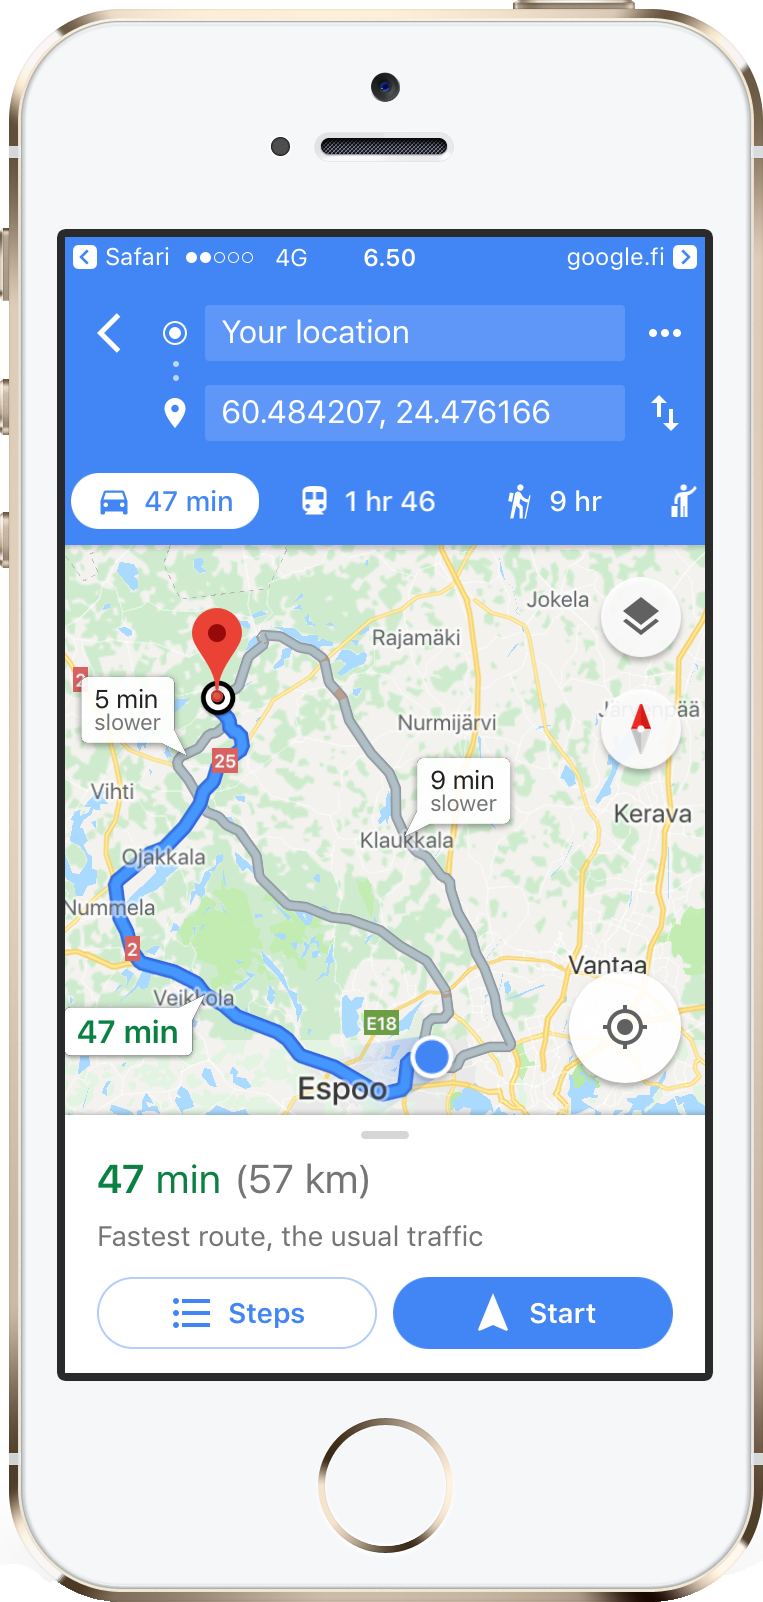 Safari 4G 6.50 google.fi
Your location
60.484207, 24.476166
47 min 1 hr 46 9 hr
Jokela
Rajamäki
2
5 min
slower
Järvenpää
Nurmijärvi
25
9 min
slower
Vihti
Kerava
Klaukkala
Ojakkala
Nummela
2
Vantaa
Veikkola
E18
47 min
Espoo
47 min (57 km)
Fastest route, the usual traffic
Steps Start